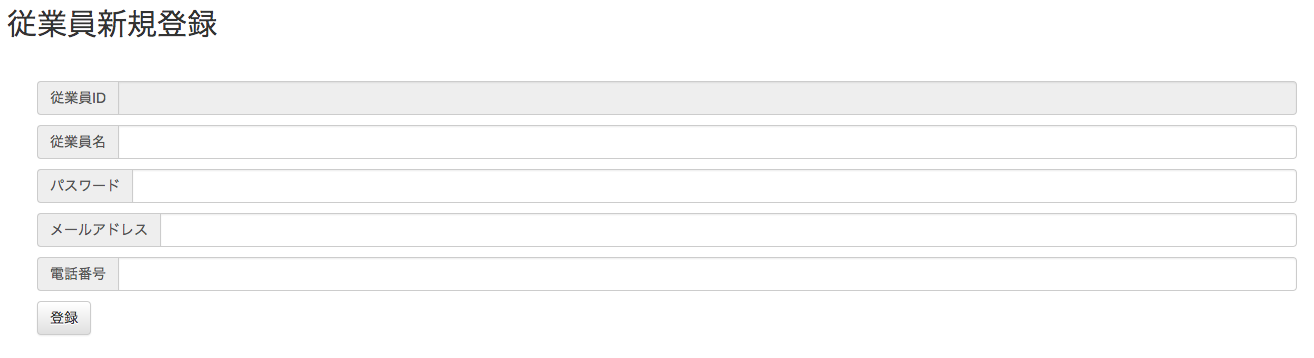 従業員新規登録
従業員ID
従業員名
パスワード
メールアドレス
電話番号
登録